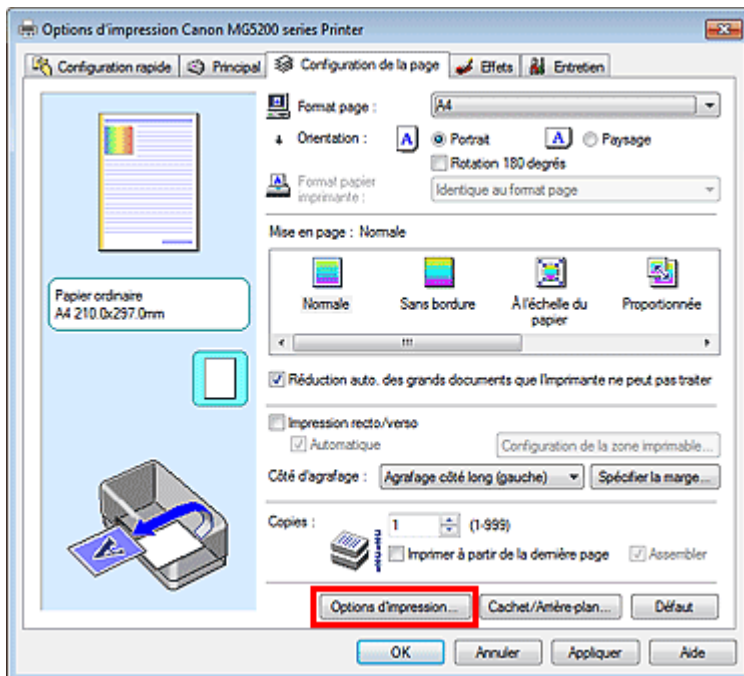 Options d'impression Canon MG5200 series Printer
Configuration rapide Principal Configuration de la page Effets Entretien
Format page : A4
Orientation : A Portrait A Paysage
Rotation 180 degrés
Format papier imprimante : Identique au format page
Mise en page : Normale
Papier ordinaire
A4 210.0x297.0mm
Normale Sans bordure À l'échelle du papier Proportionnée
Réduction auto. des grands documents que l'imprimante ne peut pas traiter
Impression recto/verso
Automatique Configuration de la zone imprimable...
Côté d'agrafage : Agrafage côté long (gauche) Spécifier la marge...
Copies : 1 (1-999)
Imprimer à partir de la dernière page Assembler
Options d'impression... Cachet/Arrière-plan... Défaut
OK Annuler Appliquer Aide